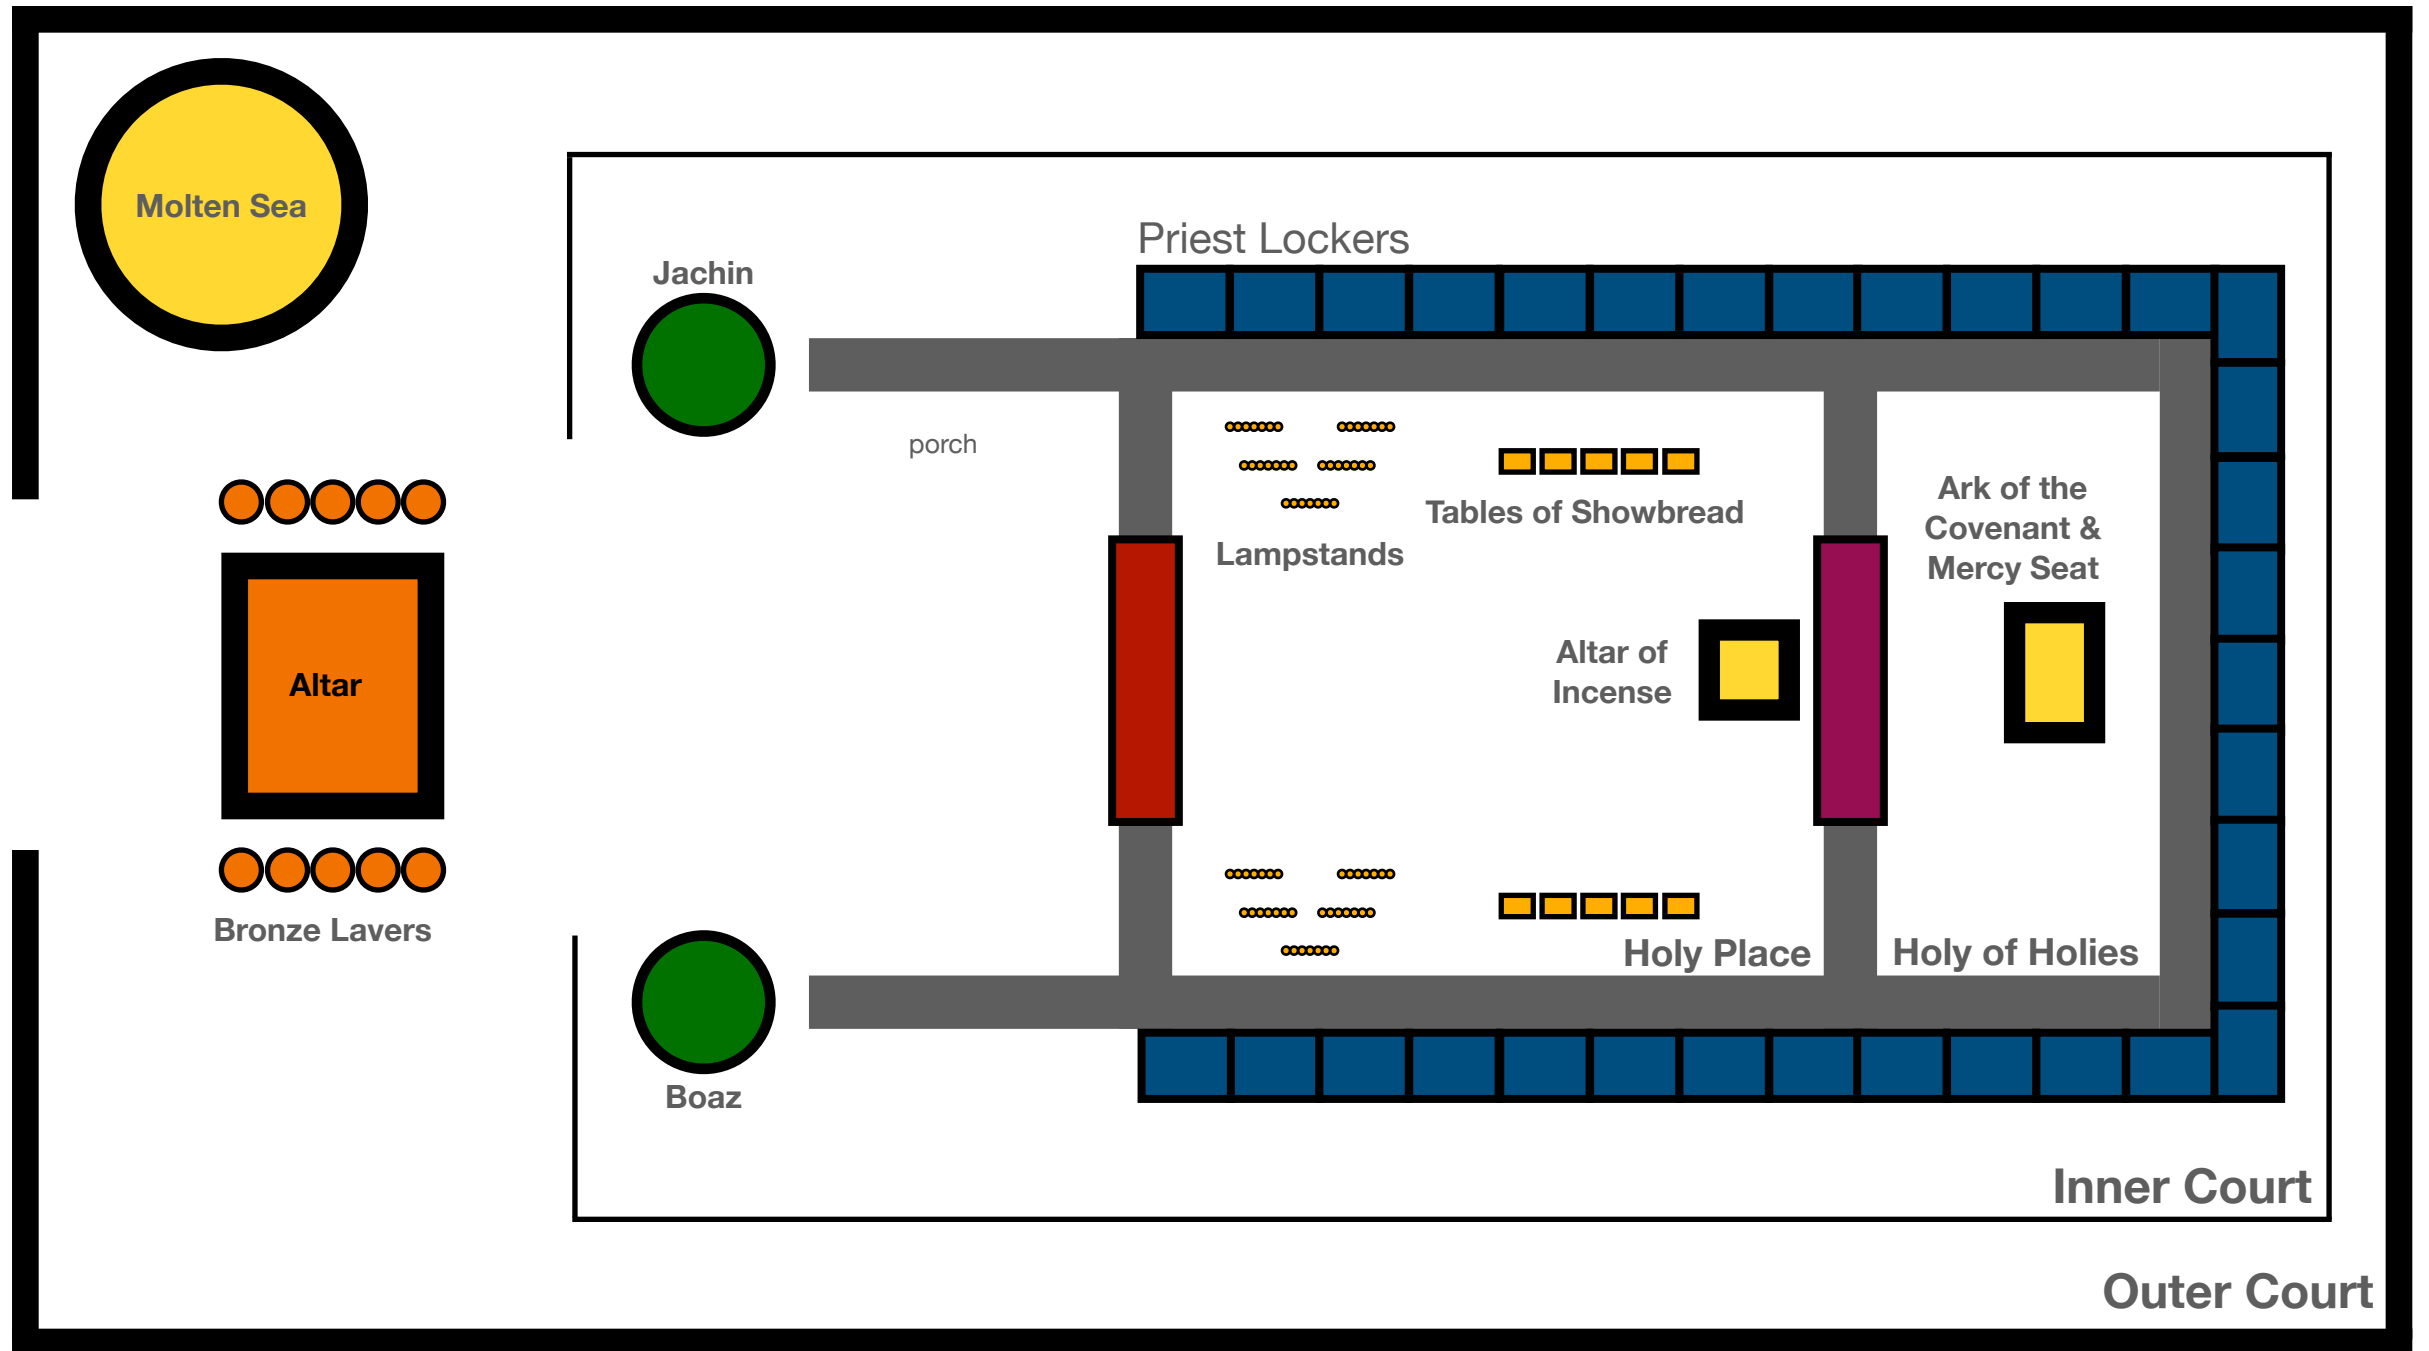 Molten Sea
Priest Lockers
Jachin
porch
Ark of the
Covenant &
Mercy Seat
Tables of Showbread
Lampstands
Altar of
Incense
Altar
Bronze Lavers
Holy Place
Holy of Holies
Boaz
Inner Court
Outer Court